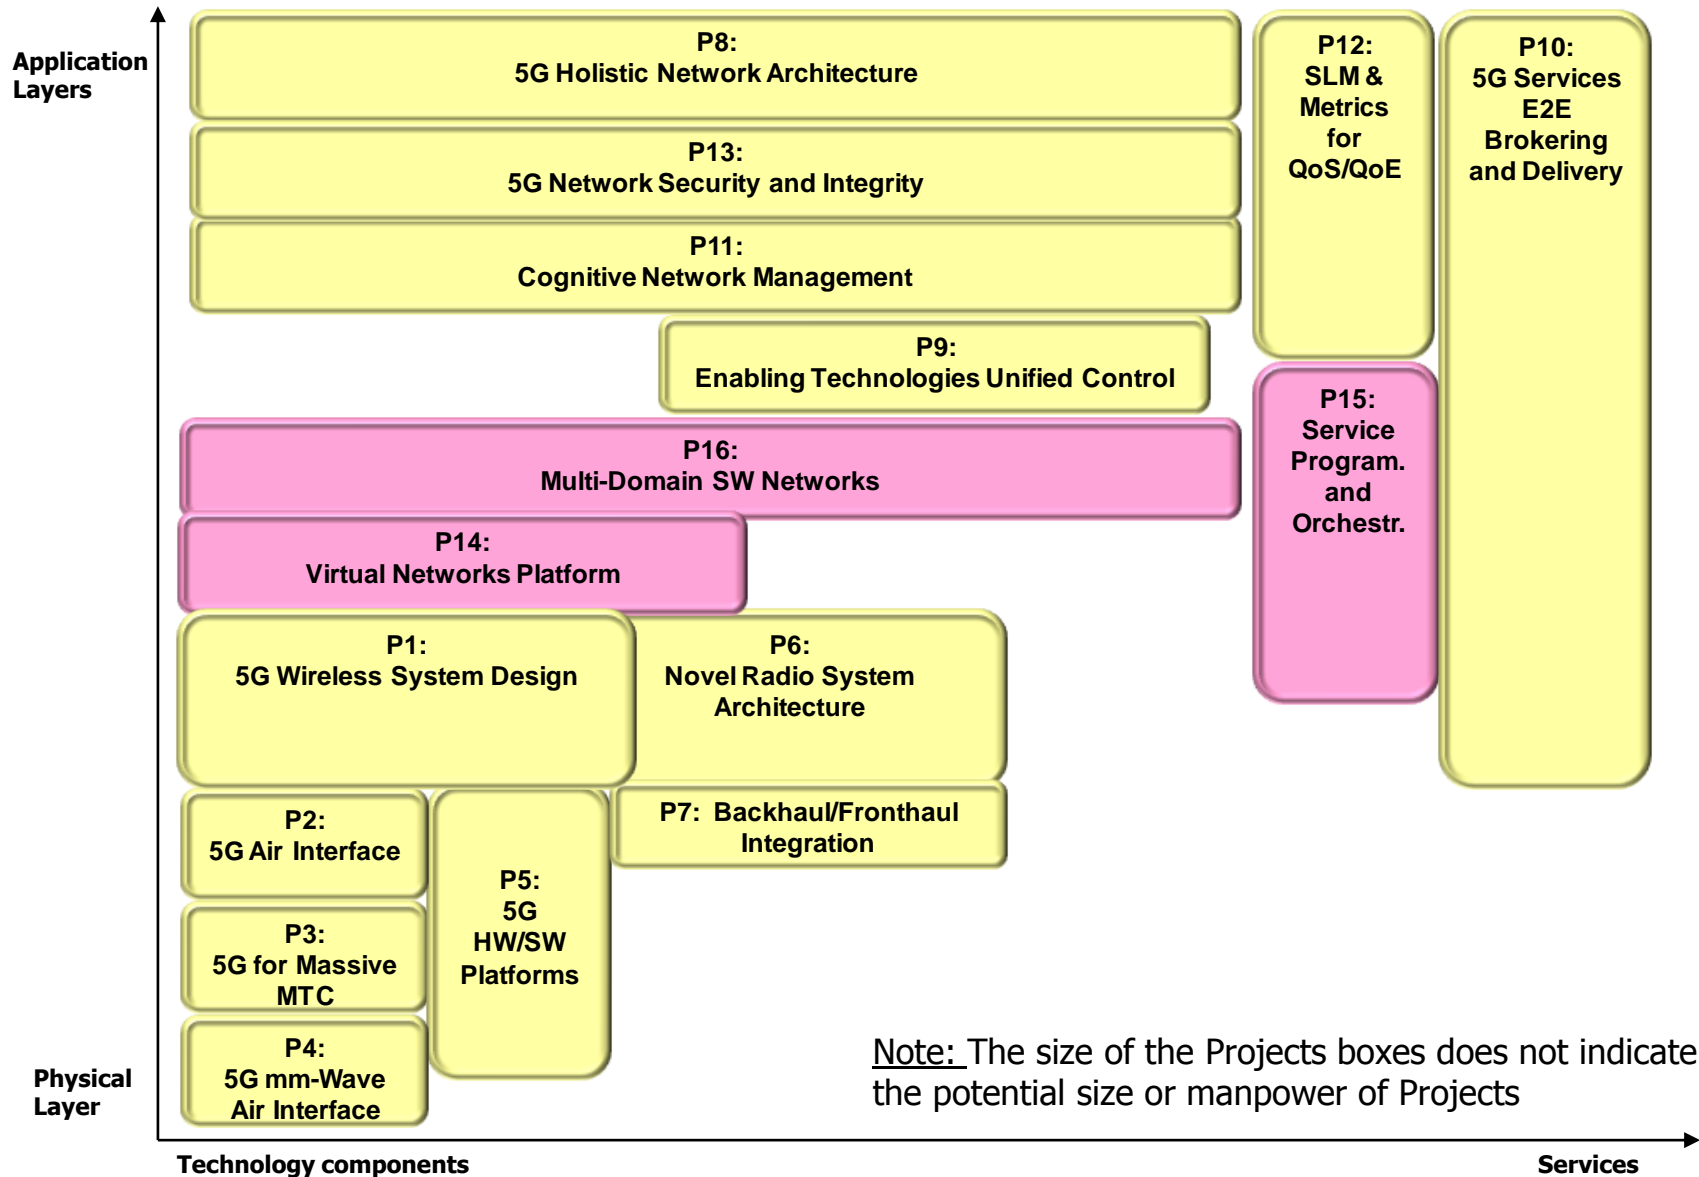 Application
Layers
P8:
5G Holistic Network Architecture
P13:
5G Network Security and Integrity
P11:
Cognitive Network Management
P9:
Enabling Technologies Unified Control
P12:
SLM &
Metrics
for
QoS/QoE
P10:
5G Services
E2E
Brokering
and Delivery
P16:
Multi-Domain SW Networks
P15:
Service
Program.
and
Orchestr.
P14:
Virtual Networks Platform
P1:
5G Wireless System Design
P6:
Novel Radio System
Architecture
P2:
5G Air Interface
P5:
5G
HW/SW
Platforms
P7: Backhaul/Fronthaul
Integration
P3:
5G for Massive
MTC
P4:
5G mm-Wave
Air Interface
Note: The size of the Projects boxes does not indicate
the potential size or manpower of Projects
Physical
Layer
Technology components
Services